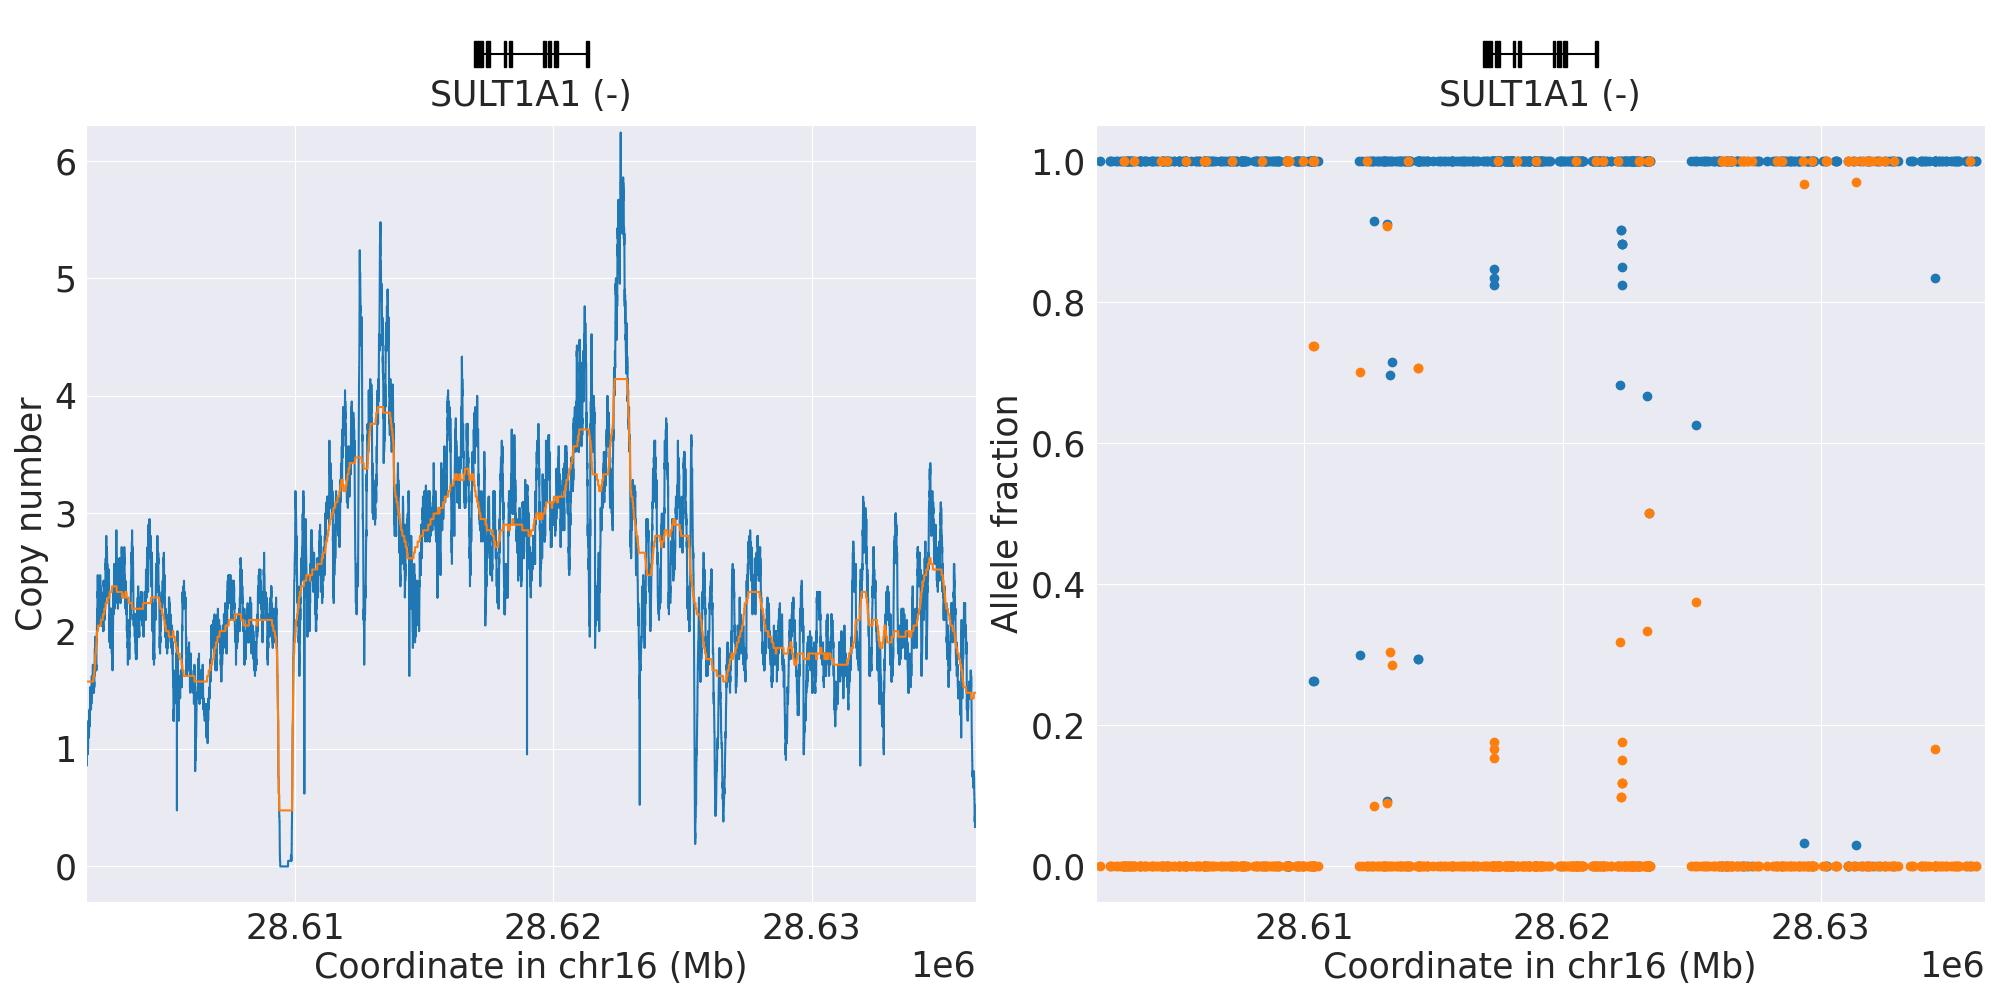 SULT1A1 (-)
6
5
4
3
2
1
0
Copy number
28.61
28.62
28.63
Coordinate in chr16 (Mb)
1e6
SULT1A1 (-)
1.0
0.8
0.6
0.4
0.2
0.0
Allele fraction
28.61
28.62
28.63
Coordinate in chr16 (Mb)
1e6